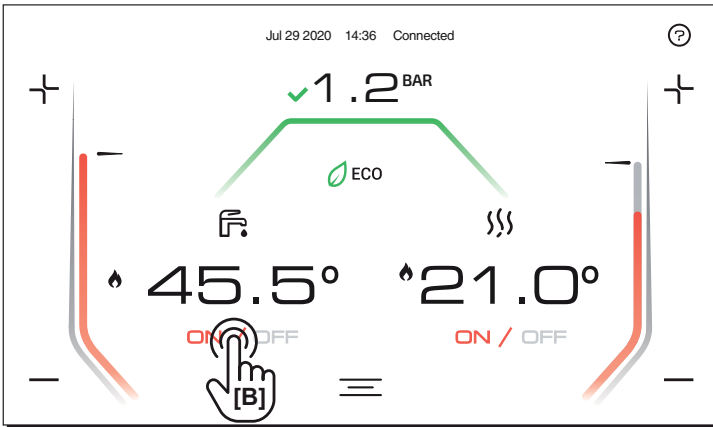 Jul 29 2020 14:36 Connected
?
1.2 BAR
ECO
45.5° 21.0°
ON / OFF ON / OFF
[B]